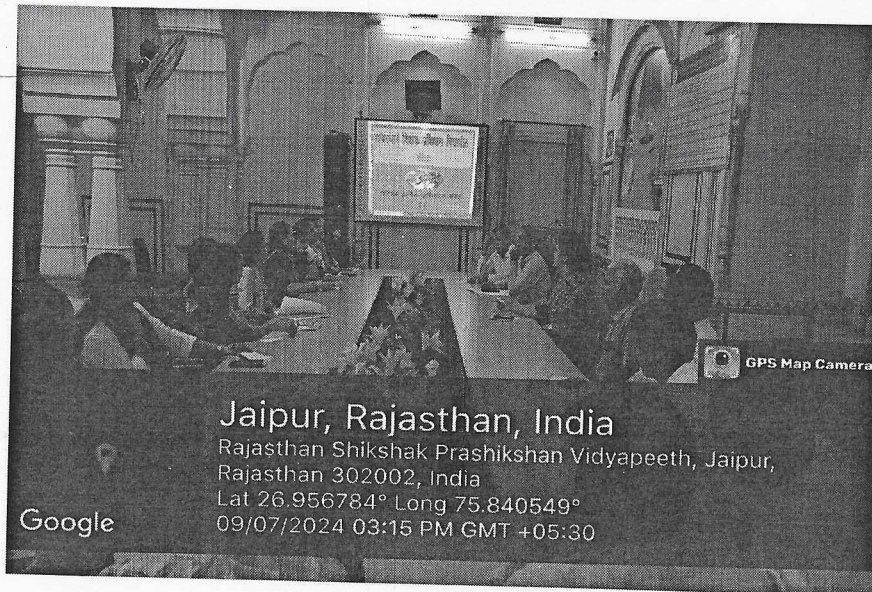 GPS Map Camera
Jaipur, Rajasthan, India
Rajasthan Shikshak Prashikshan Vidyapeeth, Jaipur,
Rajasthan 302002, India
Lat 26.956784° Long 75.840549°
09/07/2024 03:15 PM GMT +05:30
Google